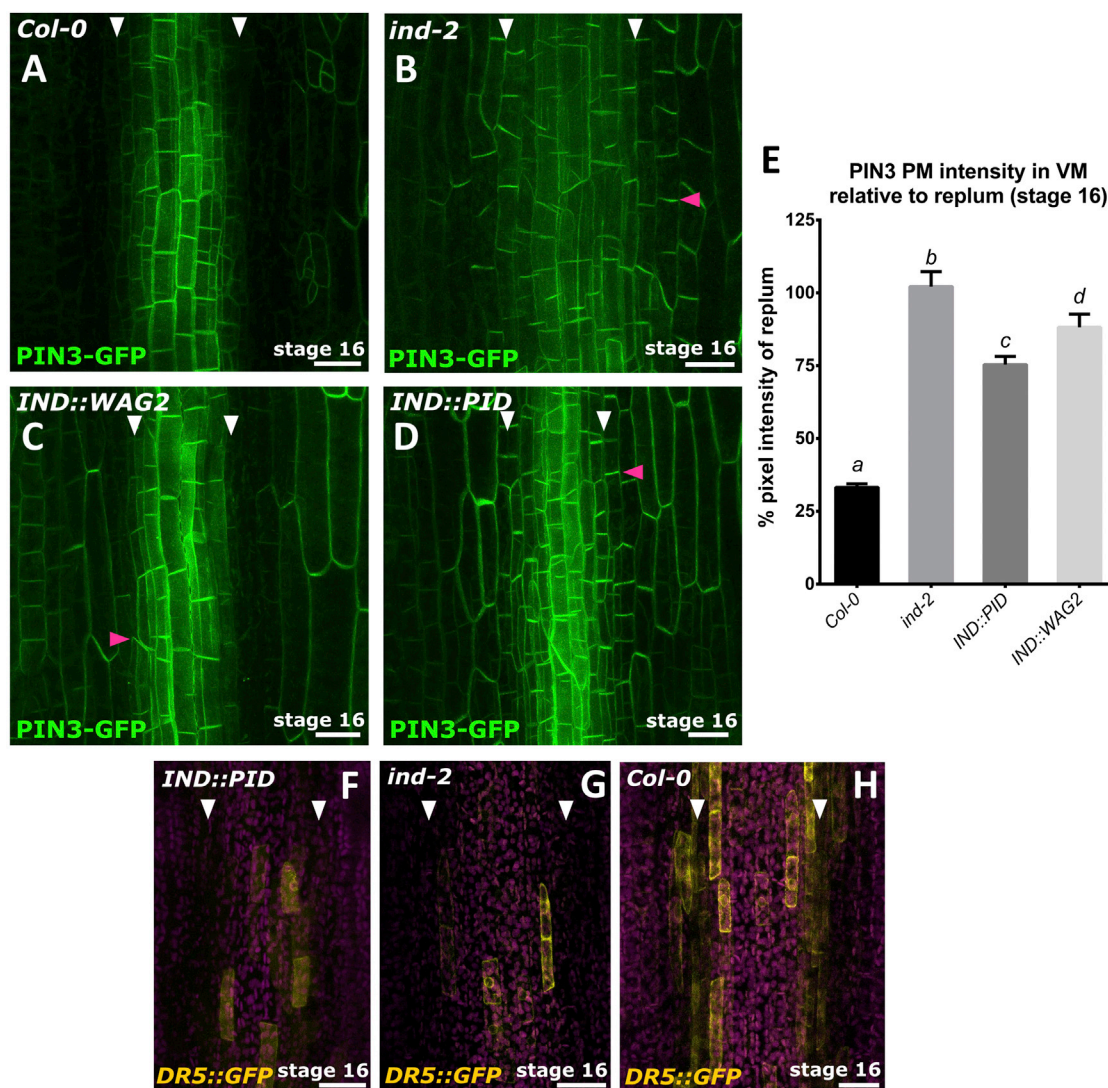 Col-0
A
PIN3-GFP
stage 16
ind-2
B
PIN3-GFP
stage 16
IND::WAG2
C
PIN3-GFP
stage 16
IND::PID
D
PIN3-GFP
stage 16
E
PIN3 PM intensity in VM
relative to replum (stage 16)
% pixel intensity of replum
125
100
75
50
25
0
a
b
c
d
Col-0
ind-2
IND::PID
IND::WAG2
IND::PID
F
DR5::GFP
stage 16
ind-2
G
DR5::GFP
stage 16
Col-0
H
DR5::GFP
stage 16